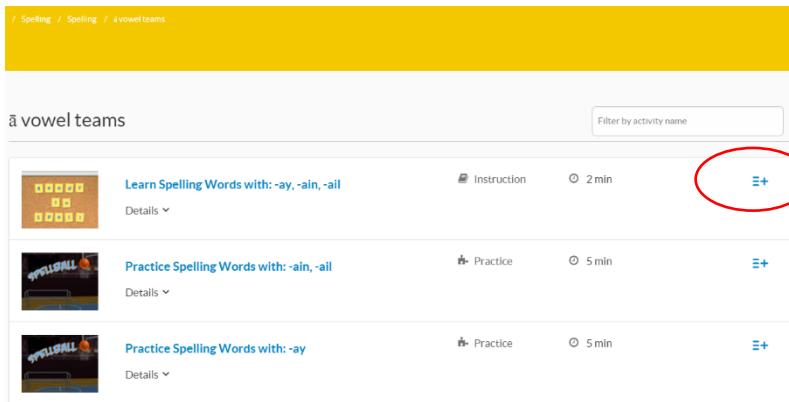 / Spelling / Spelling / ā vowel teams
ā vowel teams
Filter by activity name
Learn Spelling Words with: -ay, -ain, -ail
Instruction
2 min
Details
Practice Spelling Words with: -ain, -ail
Practice
5 min
Details
SPELLBALL
Practice Spelling Words with: -ay
Practice
5 min
Details
SPELLBALL